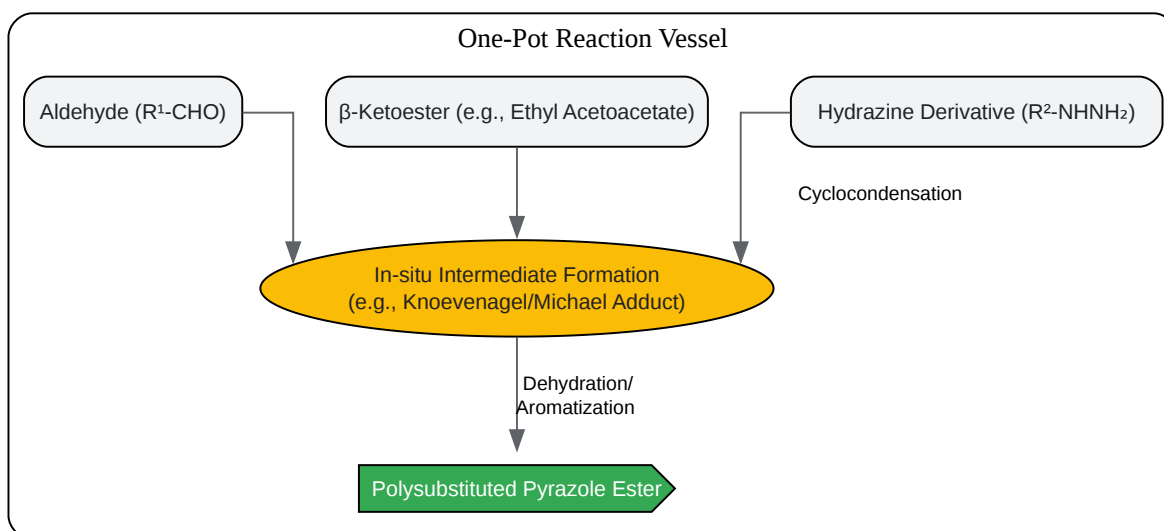 One-Pot Reaction Vessel
Aldehyde (R¹-CHO)
β-Ketoester (e.g., Ethyl Acetoacetate)
Hydrazine Derivative (R²-NHNH₂)
Cyclocondensation
In-situ Intermediate Formation
(e.g., Knoevenagel/Michael Adduct)
Dehydration/
Aromatization
Polysubstituted Pyrazole Ester